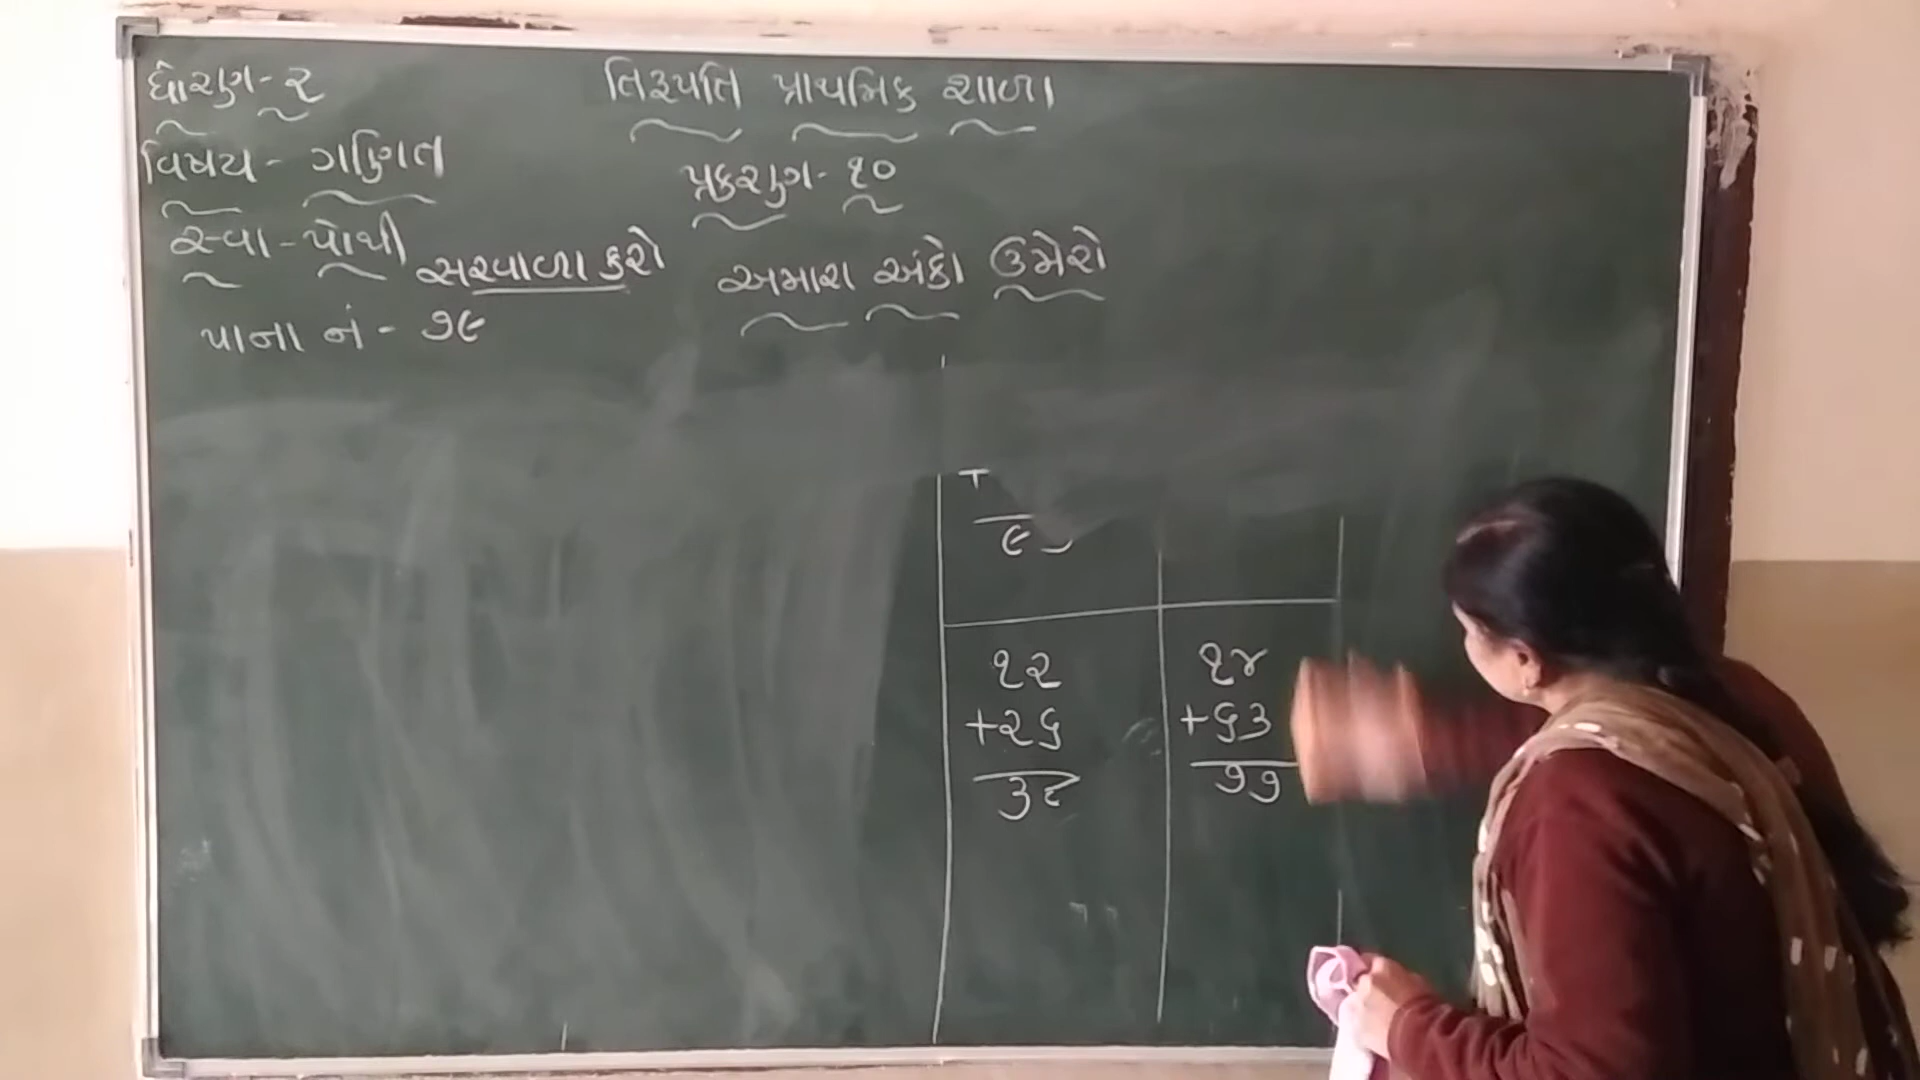 ધોરણ - ૨
તિરૂપતિ પ્રાથમિક શાળા
વિષય - ગણિત
પ્રકરણ - ૧૦
સ્વા - પોથી
સરવાળા કરો
અમારા અંકો ઉમેરો
પાના નં - ૭૯
૧૨
+૨૬
૩૮
૧૪
+૬૩
૭૭